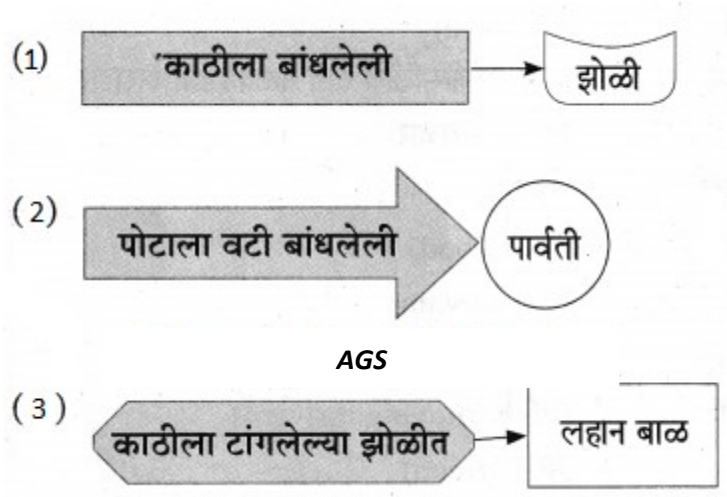 (1) 'काठीला बांधलेली झोळी
(2) पोटाला वटी बांधलेली पार्वती
AGS
(3) काठीला टांगलेल्या झोळीत लहान बाळ